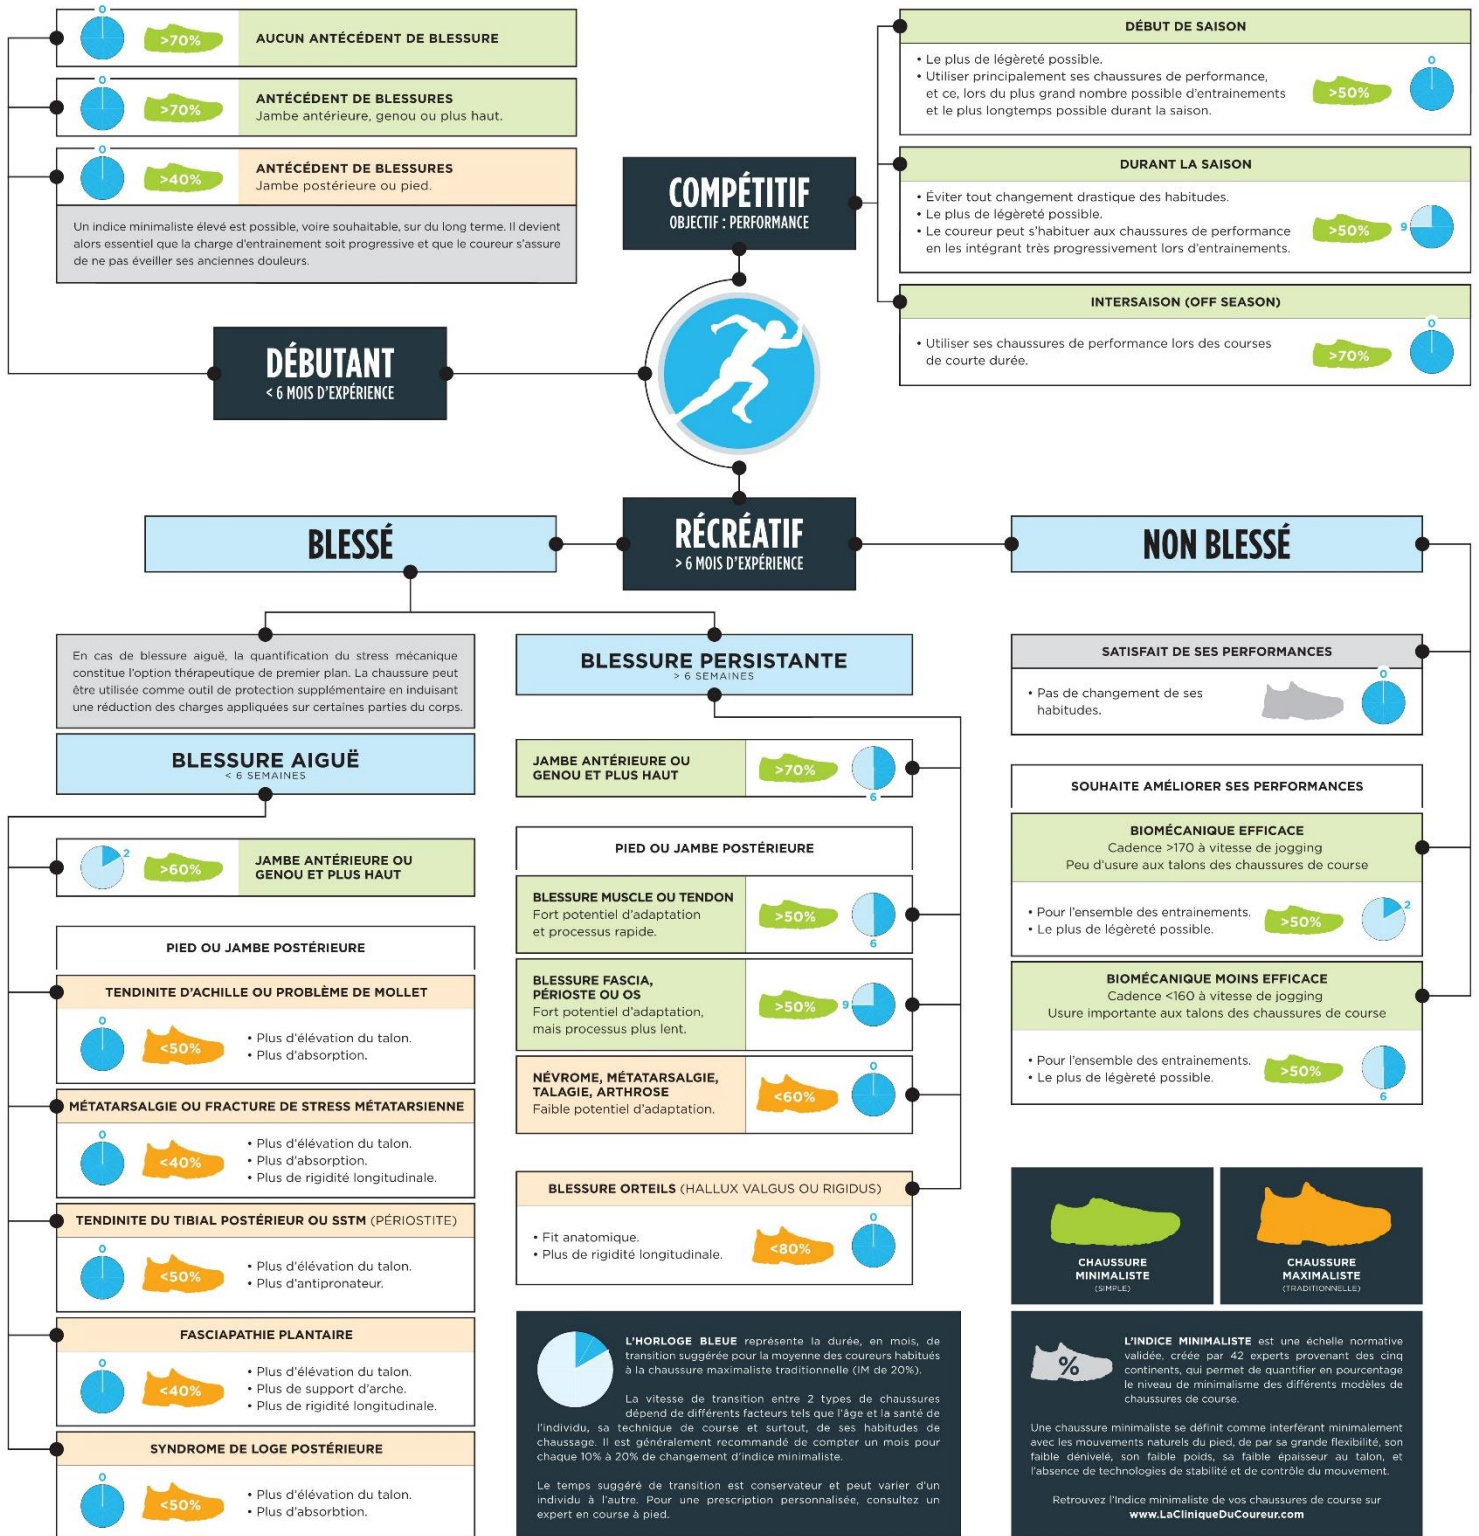 0
>70%
AUCUN ANTÉCÉDENT DE BLESSURE
0
>70%
ANTÉCÉDENT DE BLESSURES
Jambe antérieure, genou ou plus haut.
0
>40%
ANTÉCÉDENT DE BLESSURES
Jambe postérieure ou pied.
Un indice minimaliste élevé est possible, voire souhaitable, sur du long terme. Il devient
alors essentiel que la charge d'entrainement soit progressive et que le coureur s'assure
de ne pas éveiller ses anciennes douleurs.
DÉBUTANT
< 6 MOIS D'EXPÉRIENCE
COMPÉTITIF
OBJECTIF : PERFORMANCE
DÉBUT DE SAISON
• Le plus de légèreté possible.
• Utiliser principalement ses chaussures de performance,
et ce, lors du plus grand nombre possible d'entrainements
et le plus longtemps possible durant la saison.
>50%
0
DURANT LA SAISON
• Éviter tout changement drastique des habitudes.
• Le plus de légèreté possible.
• Le coureur peut s'habituer aux chaussures de performance
en les intégrant très progressivement lors d'entrainements.
>50%
9
INTERSAISON (OFF SEASON)
• Utiliser ses chaussures de performance lors des courses
de courte durée.
>70%
0
RÉCRÉATIF
> 6 MOIS D'EXPÉRIENCE
BLESSÉ
En cas de blessure aiguë, la quantification du stress mécanique
constitue l'option thérapeutique de premier plan. La chaussure peut
être utilisée comme outil de protection supplémentaire en induisant
une réduction des charges appliquées sur certaines parties du corps.
BLESSURE AIGUË
< 6 SEMAINES
2
>60%
JAMBE ANTÉRIEURE OU
GENOU ET PLUS HAUT
PIED OU JAMBE POSTÉRIEURE
TENDINITE D'ACHILLE OU PROBLÈME DE MOLLET
0
<50%
• Plus d'élévation du talon.
• Plus d'absorption.
MÉTATARSALGIE OU FRACTURE DE STRESS MÉTATARSIENNE
0
<40%
• Plus d'élévation du talon.
• Plus d'absorption.
• Plus de rigidité longitudinale.
TENDINITE DU TIBIAL POSTÉRIEUR OU SSTM (PÉRIOSTITE)
0
<50%
• Plus d'élévation du talon.
• Plus d'antipronateur.
FASCIAPATHIE PLANTAIRE
0
<40%
• Plus d'élévation du talon.
• Plus de support d'arche.
• Plus de rigidité longitudinale.
SYNDROME DE LOGE POSTÉRIEURE
0
<50%
• Plus d'élévation du talon.
• Plus d'absorbtion.
BLESSURE PERSISTANTE
> 6 SEMAINES
JAMBE ANTÉRIEURE OU
GENOU ET PLUS HAUT
>70%
6
PIED OU JAMBE POSTÉRIEURE
BLESSURE MUSCLE OU TENDON
Fort potentiel d'adaptation
et processus rapide.
>50%
6
BLESSURE FASCIA,
PÉRIOSTE OU OS
Fort potentiel d'adaptation,
mais processus plus lent.
>50%
9
NÉVROME, MÉTATARSALGIE,
TALAGIE, ARTHROSE
Faible potentiel d'adaptation.
<60%
0
BLESSURE ORTEILS (HALLUX VALGUS OU RIGIDUS)
• Fit anatomique.
• Plus de rigidité longitudinale.
<80%
0
L'HORLOGE BLEUE représente la durée, en mois, de
transition suggérée pour la moyenne des coureurs habitués
à la chaussure maximaliste traditionnelle (IM de 20%).
La vitesse de transition entre 2 types de chaussures
dépend de différents facteurs tels que l'âge et la santé de
l'individu, sa technique de course et surtout, de ses habitudes de
chaussage. Il est généralement recommandé de compter un mois pour
chaque 10% à 20% de changement d'indice minimaliste.
Le temps suggéré de transition est conservateur et peut varier d'un
individu à l'autre. Pour une prescription personnalisée, consultez un
expert en course à pied.
NON BLESSÉ
SATISFAIT DE SES PERFORMANCES
• Pas de changement de ses
habitudes.
0
SOUHAITE AMÉLIORER SES PERFORMANCES
BIOMÉCANIQUE EFFICACE
Cadence >170 à vitesse de jogging
Peu d'usure aux talons des chaussures de course
• Pour l'ensemble des entrainements.
• Le plus de légèreté possible.
>50%
2
BIOMÉCANIQUE MOINS EFFICACE
Cadence <160 à vitesse de jogging
Usure importante aux talons des chaussures de course
• Pour l'ensemble des entrainements.
• Le plus de légèreté possible.
>50%
6
CHAUSSURE
MINIMALISTE
(SIMPLE)
CHAUSSURE
MAXIMALISTE
(TRADITIONNELLE)
%
L'INDICE MINIMALISTE est une échelle normative
validée, créée par 42 experts provenant des cinq
continents, qui permet de quantifier en pourcentage
le niveau de minimalisme des différents modèles de
chaussures de course.
Une chaussure minimaliste se définit comme interférant minimalement
avec les mouvements naturels du pied, de par sa grande flexibilité, son
faible dénivelé, son faible poids, sa faible épaisseur au talon, et
l'absence de technologies de stabilité et de contrôle du mouvement.
Retrouvez l'Indice minimaliste de vos chaussures de course sur
www.LaCliniqueDuCoureur.com